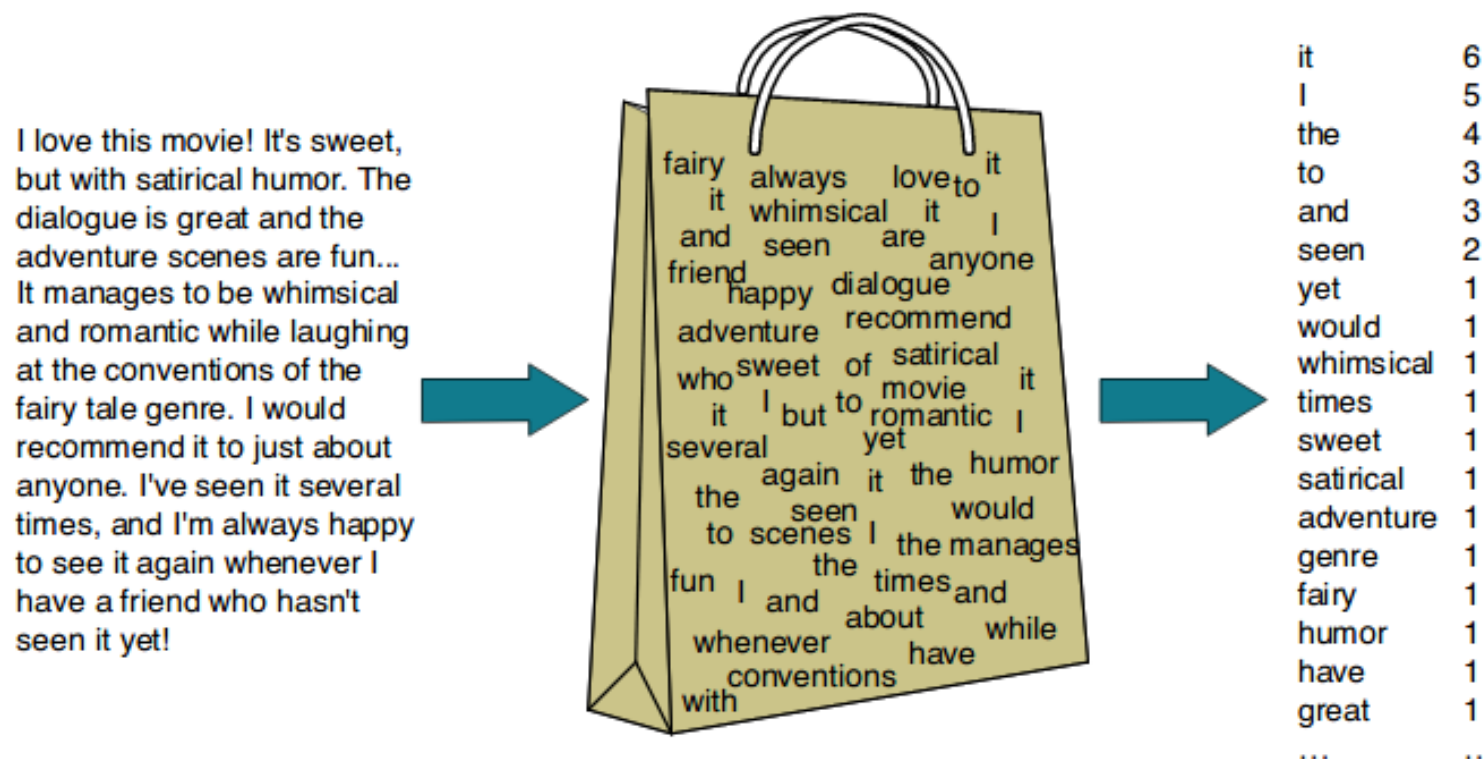 I love this movie! It's sweet,
but with satirical humor. The
dialogue is great and the
adventure scenes are fun...
It manages to be whimsical
and romantic while laughing
at the conventions of the
fairy tale genre. I would
recommend it to just about
anyone. I've seen it several
times, and I'm always happy
to see it again whenever I
have a friend who hasn't
seen it yet!
fairy always love to it
it whimsical it I
and seen are anyone
friend happy dialogue
adventure recommend
who sweet of satirical
it I but to movie it
romantic I
several yet
again it the humor
the seen would
to scenes I the manages
the
fun I and times and
about
whenever while
have
conventions
with
it 6
I 5
the 4
to 3
and 3
seen 2
yet 1
would 1
whimsical 1
times 1
sweet 1
satirical 1
adventure 1
genre 1
fairy 1
humor 1
have 1
great 1
... ..